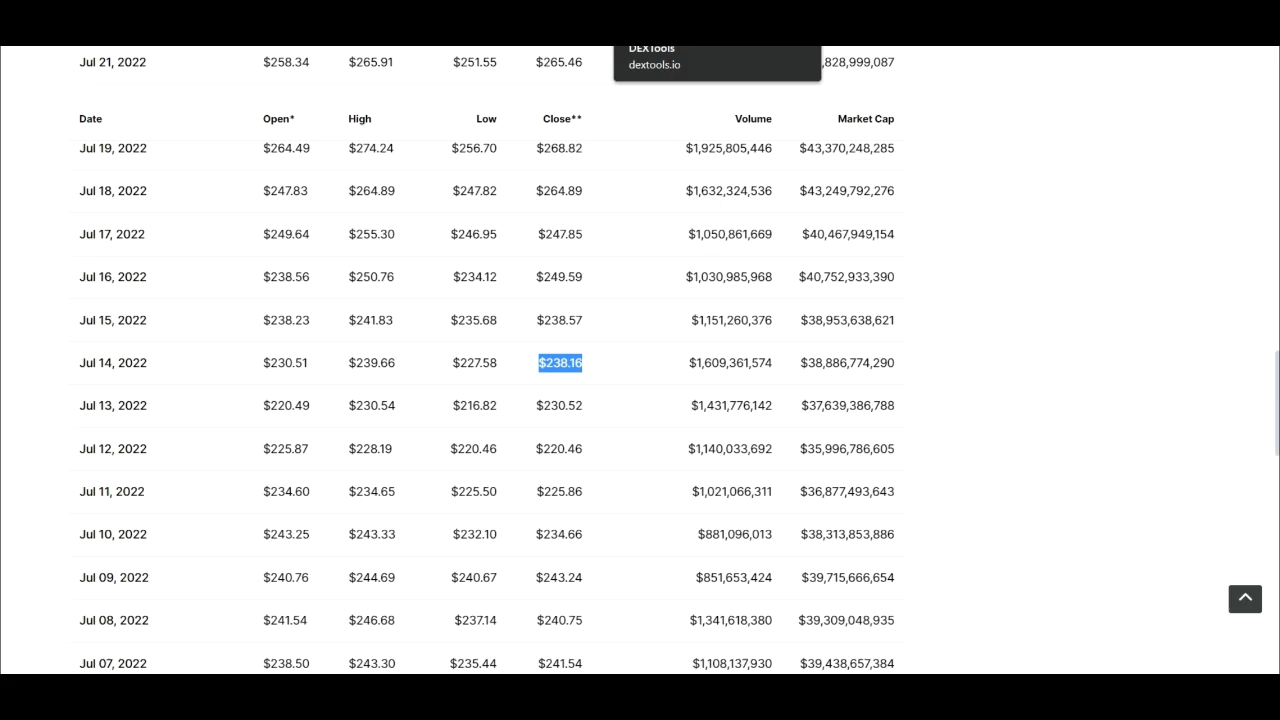 DEXTools
dextools.io
Jul 21, 2022 $258.34 $265.91 $251.55 $265.46 ,828,999,087
Date Open* High Low Close** Volume Market Cap
Jul 19, 2022 $264.49 $274.24 $256.70 $268.82 $1,925,805,446 $43,370,248,285
Jul 18, 2022 $247.83 $264.89 $247.82 $264.89 $1,632,324,536 $43,249,792,276
Jul 17, 2022 $249.64 $255.30 $246.95 $247.85 $1,050,861,669 $40,467,949,154
Jul 16, 2022 $238.56 $250.76 $234.12 $249.59 $1,030,985,968 $40,752,933,390
Jul 15, 2022 $238.23 $241.83 $235.68 $238.57 $1,151,260,376 $38,953,638,621
Jul 14, 2022 $230.51 $239.66 $227.58 $238.16 $1,609,361,574 $38,886,774,290
Jul 13, 2022 $220.49 $230.54 $216.82 $230.52 $1,431,776,142 $37,639,386,788
Jul 12, 2022 $225.87 $228.19 $220.46 $220.46 $1,140,033,692 $35,996,786,605
Jul 11, 2022 $234.60 $234.65 $225.50 $225.86 $1,021,066,311 $36,877,493,643
Jul 10, 2022 $243.25 $243.33 $232.10 $234.66 $881,096,013 $38,313,853,886
Jul 09, 2022 $240.76 $244.69 $240.67 $243.24 $851,653,424 $39,715,666,654
Jul 08, 2022 $241.54 $246.68 $237.14 $240.75 $1,341,618,380 $39,309,048,935
Jul 07, 2022 $238.50 $243.30 $235.44 $241.54 $1,108,137,930 $39,438,657,384